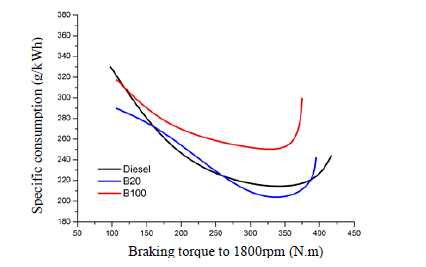 Specific consumption (g/kWh)
380
360
340
320
300
280
260
240
220
200
180
Diesel
B20
B100
50 100 150 200 250 300 350 400 450
Braking torque to 1800rpm (N.m)